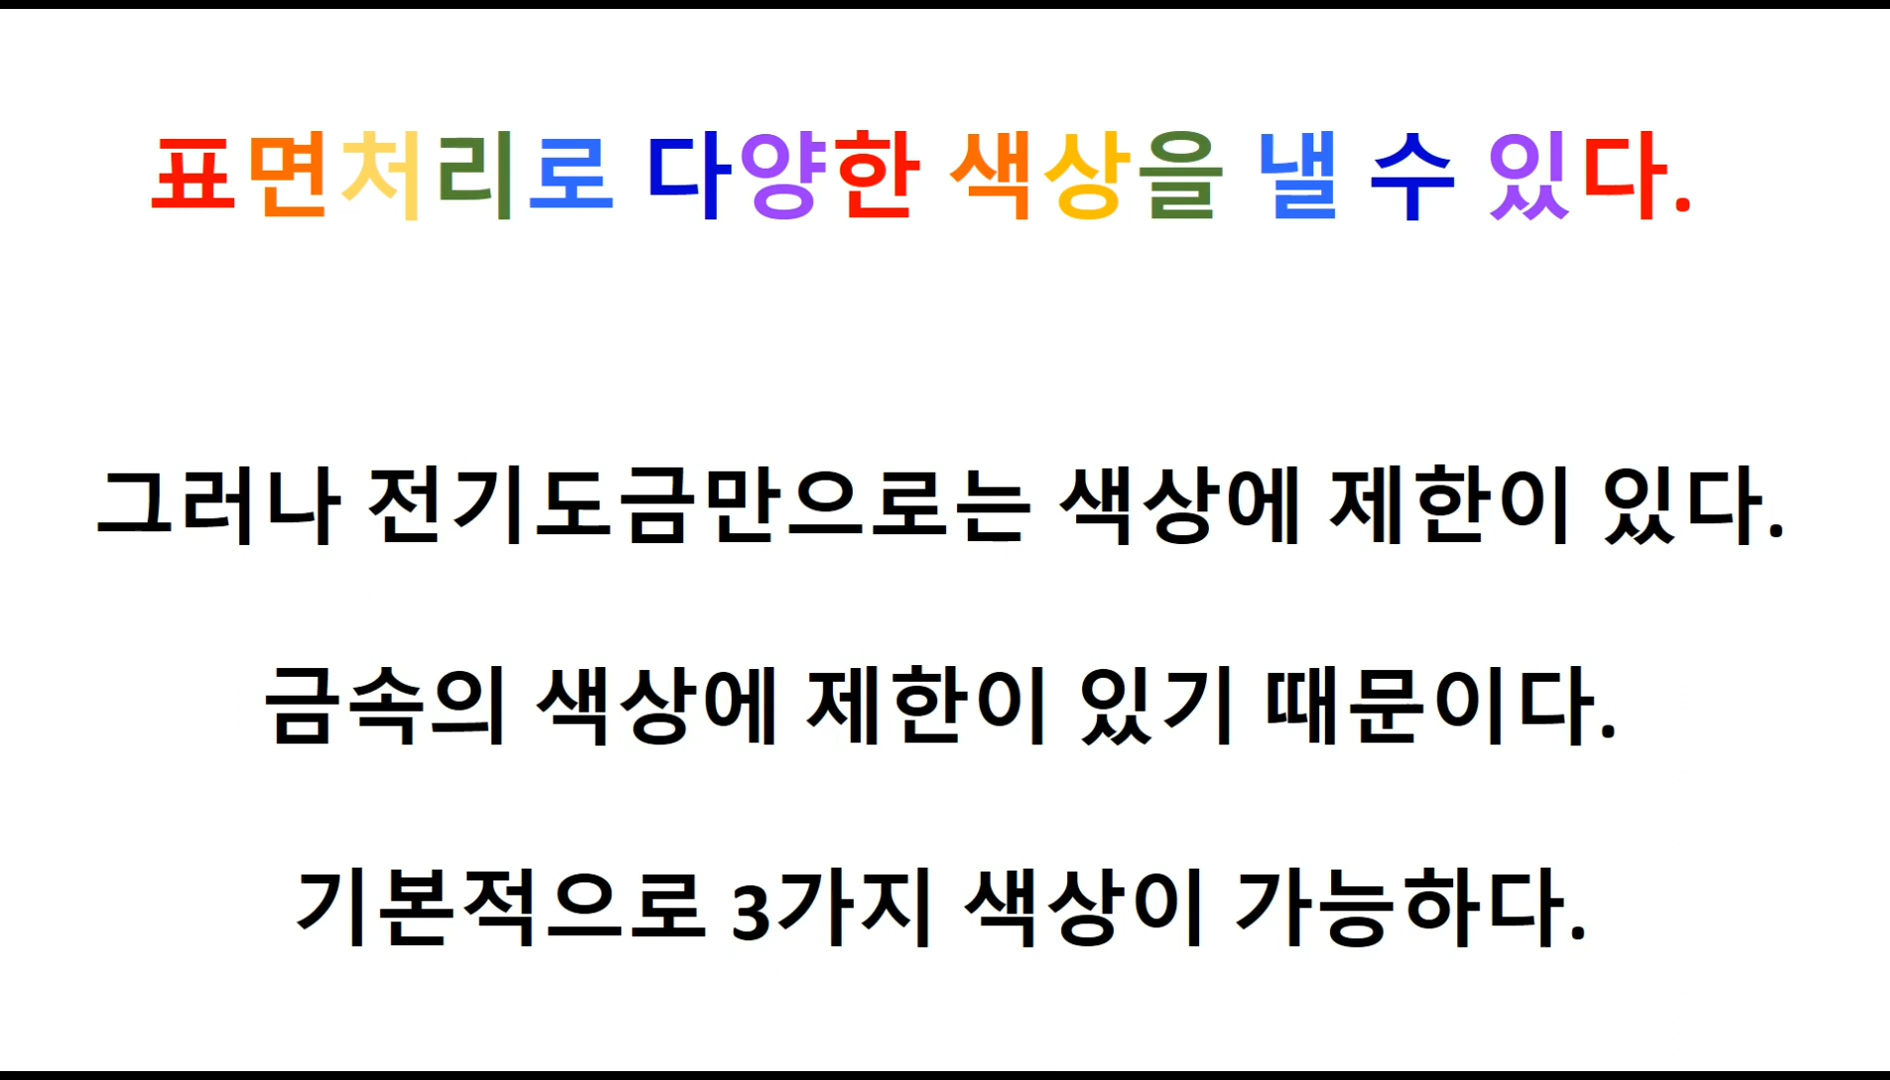 표면처리로 다양한 색상을 낼 수 있다.
그러나 전기도금만으로는 색상에 제한이 있다.
금속의 색상에 제한이 있기 때문이다.
기본적으로 3가지 색상이 가능하다.